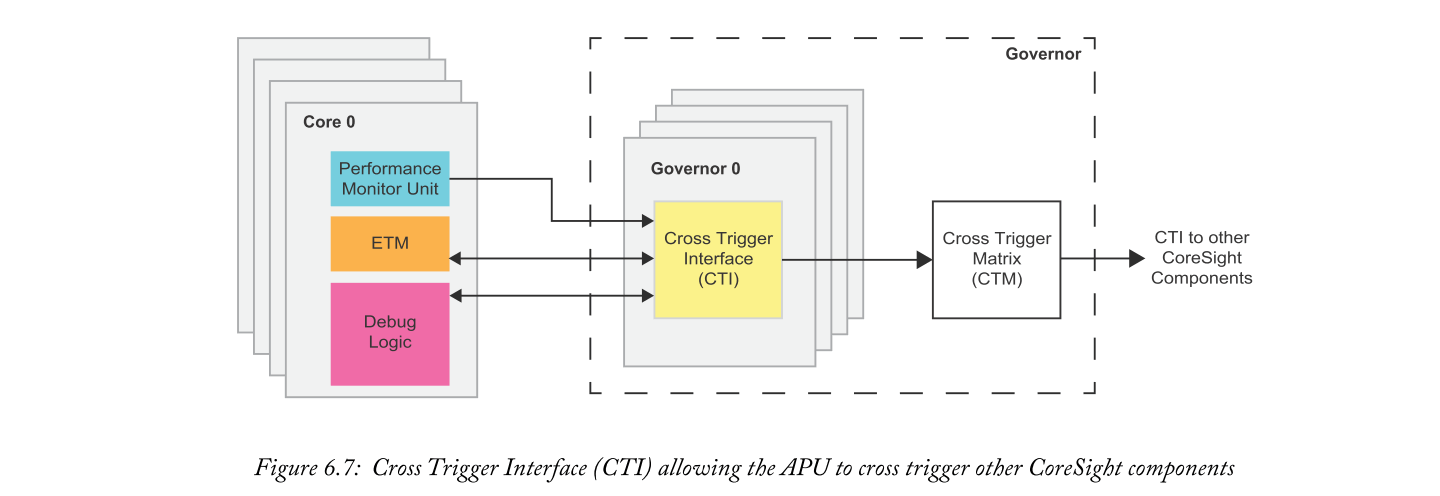 Governor
Core 0
Performance
Monitor Unit
ETM
Debug
Logic
Governor 0
Cross Trigger
Interface
(CTI)
Cross Trigger
Matrix
(CTM)
CTI to other
CoreSight
Components
Figure 6.7: Cross Trigger Interface (CTI) allowing the APU to cross trigger other CoreSight components